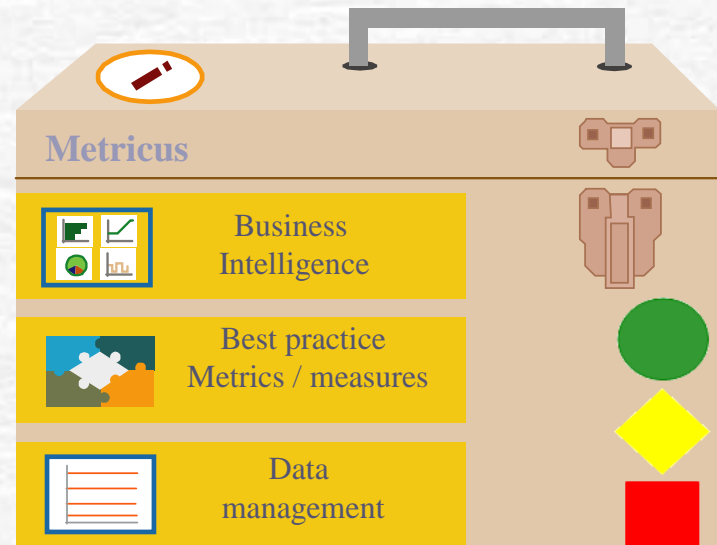 Metricus
Business
Intelligence
Best practice
Metrics / measures
Data
management